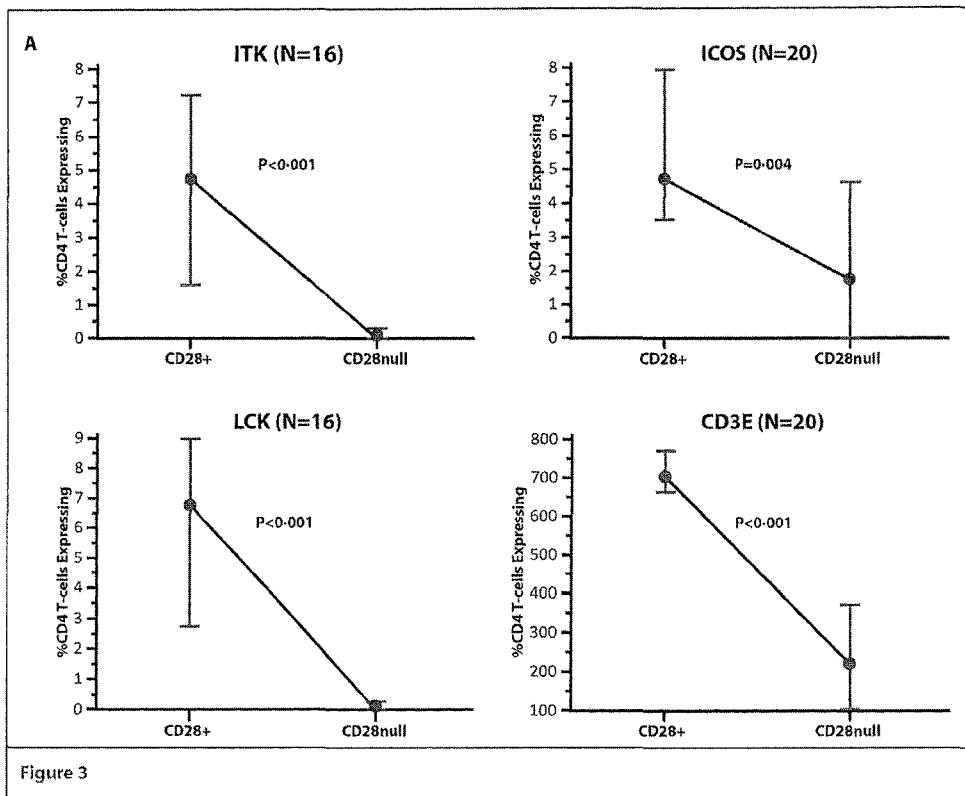 A
ITK (N=16)
%CD4 T-cells Expressing
8
7
6
5
4
3
2
1
0
P<0·001
CD28+ CD28null
ICOS (N=20)
%CD4 T-cells Expressing
8
7
6
5
4
3
2
1
0
P=0·004
CD28+ CD28null
LCK (N=16)
%CD4 T-cells Expressing
9
8
7
6
5
4
3
2
1
0
P<0·001
CD28+ CD28null
CD3E (N=20)
%CD4 T-cells Expressing
800
700
600
500
400
300
200
100
P<0·001
CD28+ CD28null
Figure 3